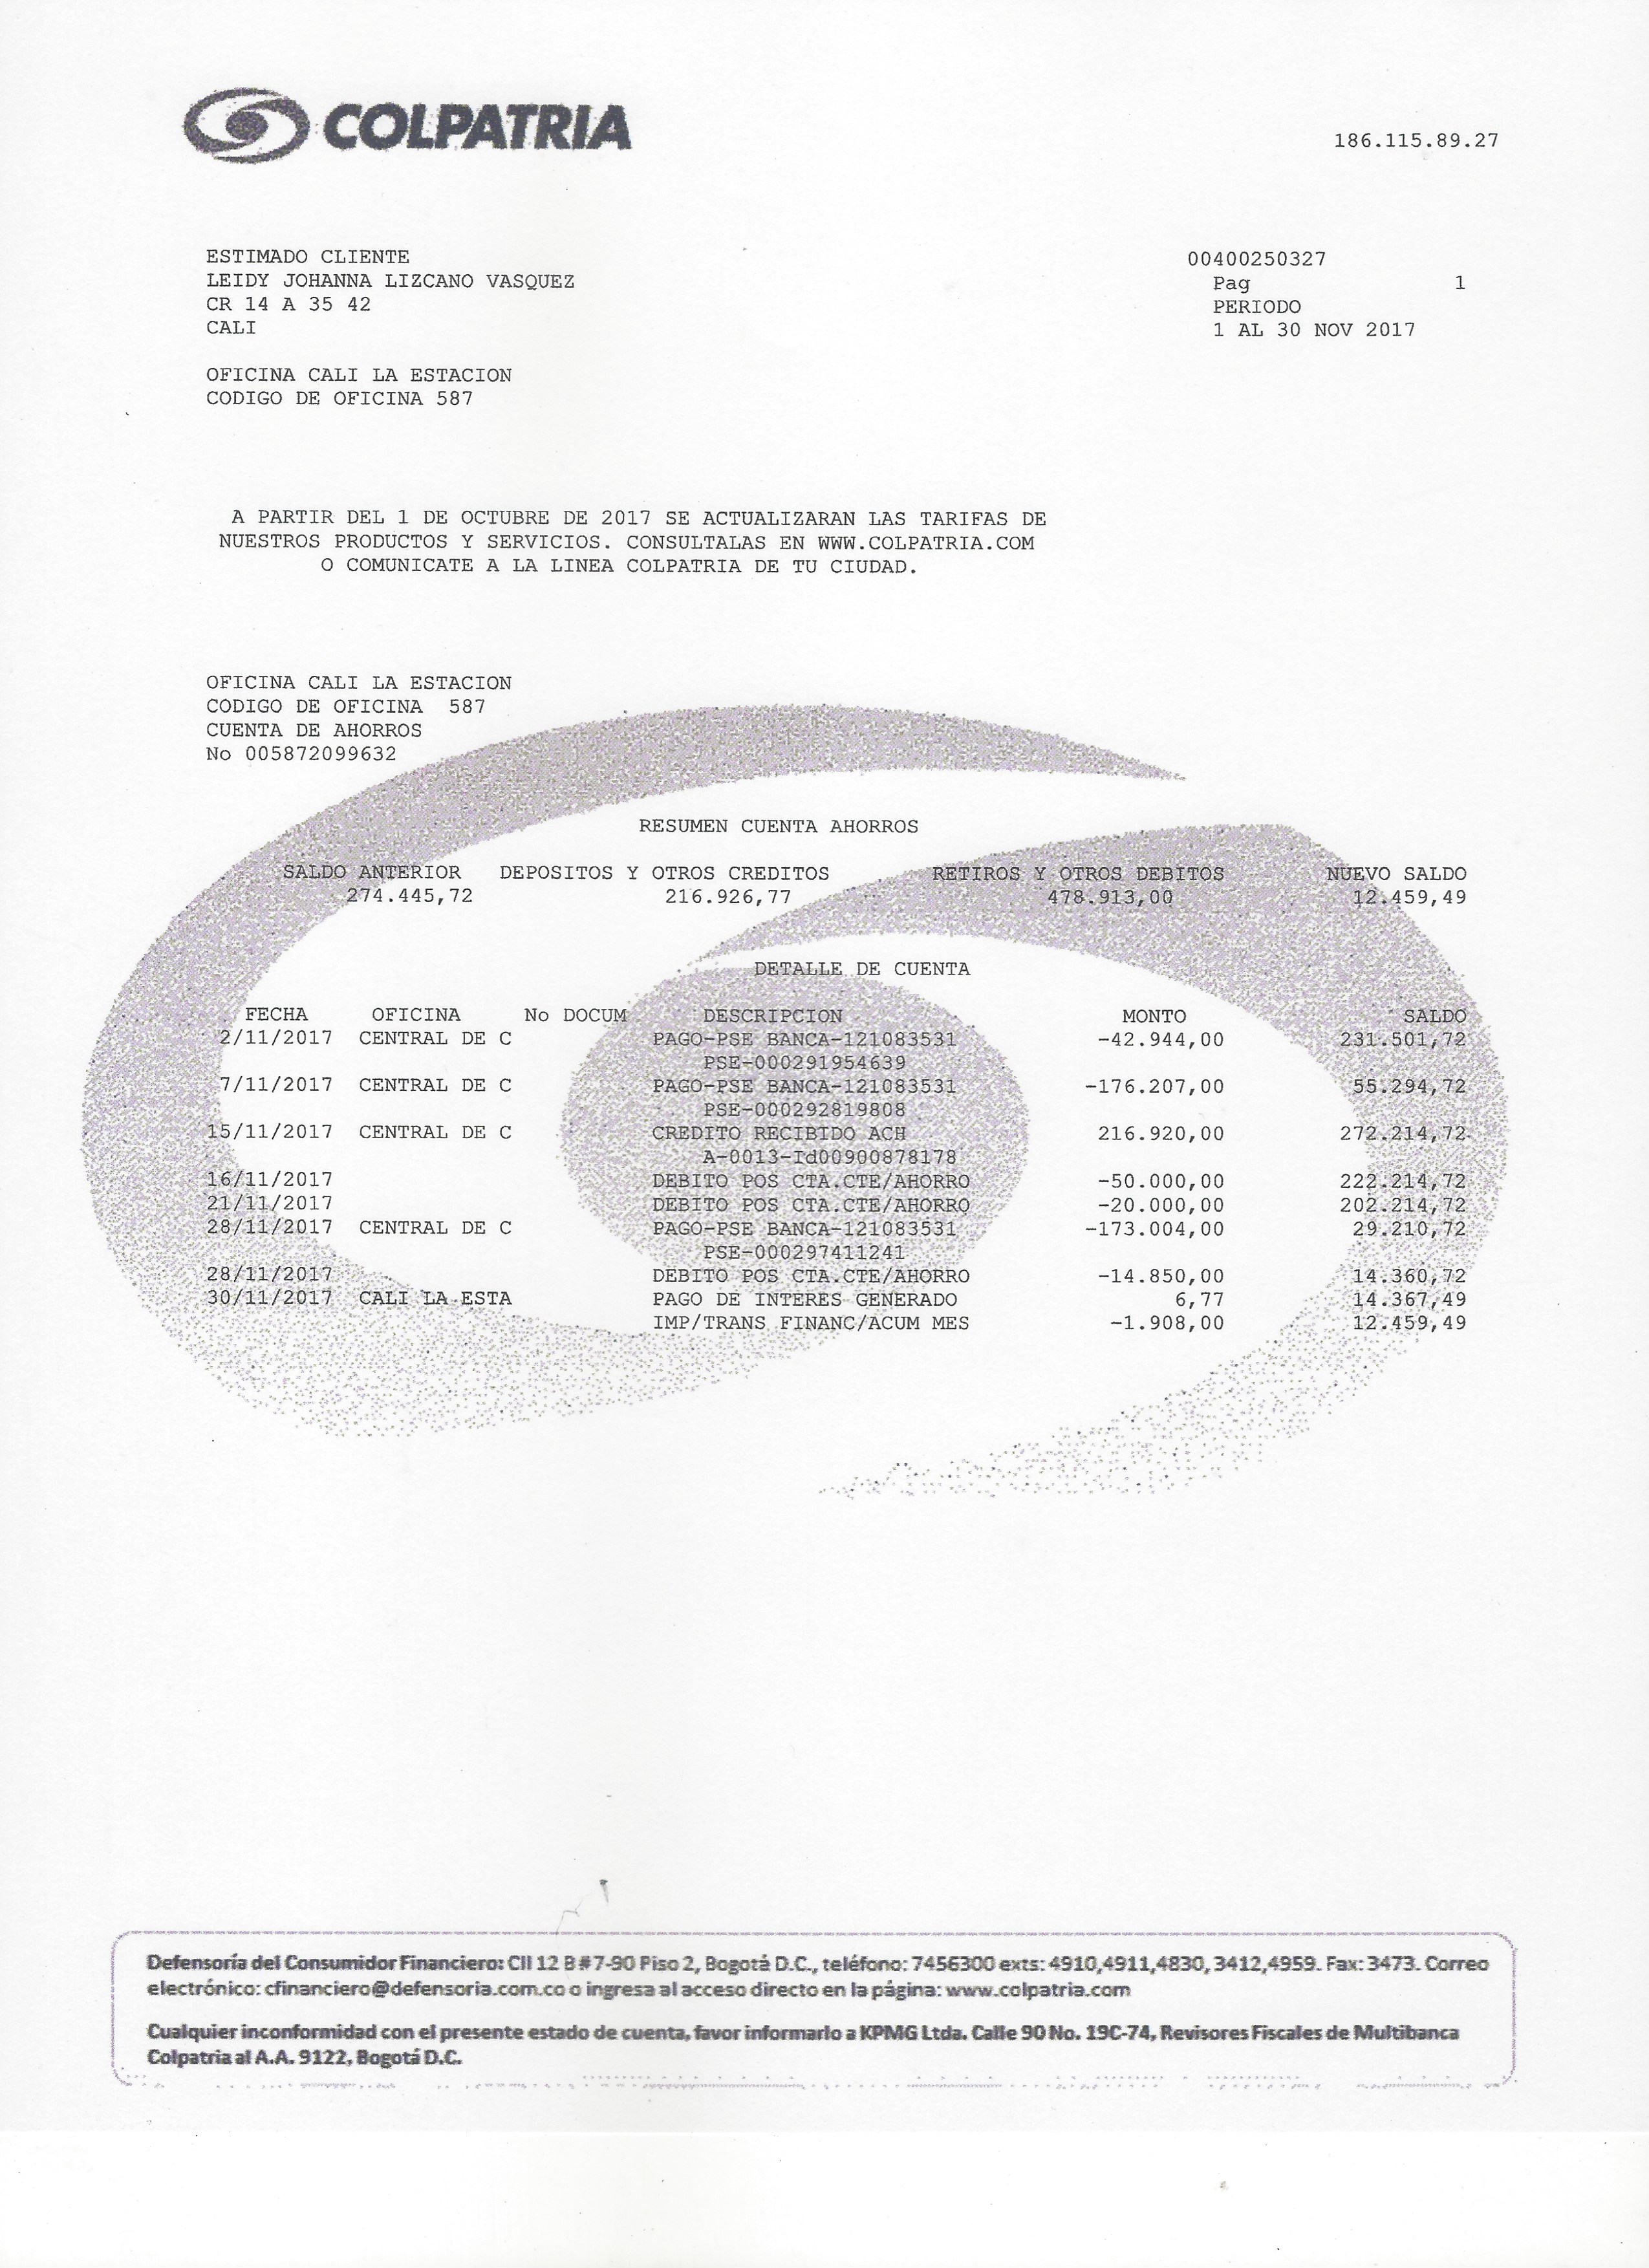 COLPATRIA
186.115.89.27
ESTIMADO CLIENTE
LEIDY JOHANNA LIZCANO VASQUEZ
CR 14 A 35 42
CALI
00400250327
Pag 1
PERIODO
1 AL 30 NOV 2017
OFICINA CALI LA ESTACION
CODIGO DE OFICINA 587
A PARTIR DEL 1 DE OCTUBRE DE 2017 SE ACTUALIZARAN LAS TARIFAS DE
NUESTROS PRODUCTOS Y SERVICIOS. CONSULTALAS EN WWW.COLPATRIA.COM
O COMUNICATE A LA LINEA COLPATRIA DE TU CIUDAD.
OFICINA CALI LA ESTACION
CODIGO DE OFICINA 587
CUENTA DE AHORROS
No 005872099632
RESUMEN CUENTA AHORROS
SALDO ANTERIOR DEPOSITOS Y OTROS CREDITOS RETIROS Y OTROS DEBITOS NUEVO SALDO
274.445,72 216.926,77 478.913,00 12.459,49
DETALLE DE CUENTA
FECHA OFICINA No DOCUM DESCRIPCION MONTO SALDO
2/11/2017 CENTRAL DE C PAGO-PSE BANCA-121083531 -42.944,00 231.501,72
PSE-000291954639
7/11/2017 CENTRAL DE C PAGO-PSE BANCA-121083531 -176.207,00 55.294,72
PSE-000292819808
15/11/2017 CENTRAL DE C CREDITO RECIBIDO ACH 216.920,00 272.214,72
A-0013-Id00900878178
16/11/2017 DEBITO POS CTA.CTE/AHORRO -50.000,00 222.214,72
21/11/2017 DEBITO POS CTA.CTE/AHORRO -20.000,00 202.214,72
28/11/2017 CENTRAL DE C PAGO-PSE BANCA-121083531 -173.004,00 29.210,72
PSE-000297411241
28/11/2017 DEBITO POS CTA.CTE/AHORRO -14.850,00 14.360,72
30/11/2017 CALI LA ESTA PAGO DE INTERES GENERADO 6,77 14.367,49
IMP/TRANS FINANC/ACUM MES -1.908,00 12.459,49
Defensoría del Consumidor Financiero: Cll 12 B #7-90 Piso 2, Bogotá D.C., teléfono: 7456300 exts: 4910,4911,4830, 3412,4959. Fax: 3473. Correo
electrónico: cfinanciero@defensoria.com.co o ingresa al acceso directo en la página: www.colpatria.com
Cualquier inconformidad con el presente estado de cuenta, favor informarlo a KPMG Ltda. Calle 90 No. 19C-74, Revisores Fiscales de Multibanca
Colpatria al A.A. 9122, Bogotá D.C.